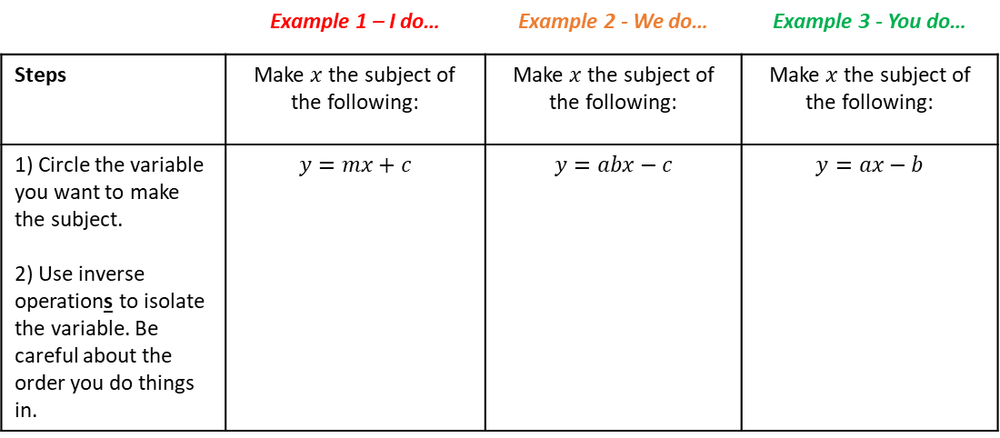 Example 1 – I do...
Example 2 - We do...
Example 3 - You do...
Steps
Make x the subject of
the following:
Make x the subject of
the following:
Make x the subject of
the following:
1) Circle the variable
you want to make
the subject.
2) Use inverse
operations to isolate
the variable. Be
careful about the
order you do things
in.
y = mx + c
y = abx − c
y = ax − b